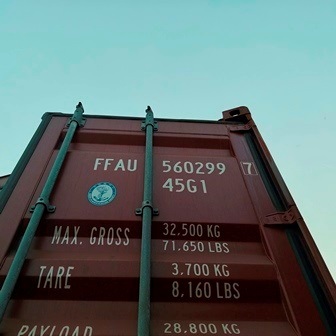 FFAU 560299 7
45G1
MAX. GROSS 32.500 KG
71.650 LBS
TARE 3.700 KG
8,160 LBS
PAYLOAD 28,800 KG